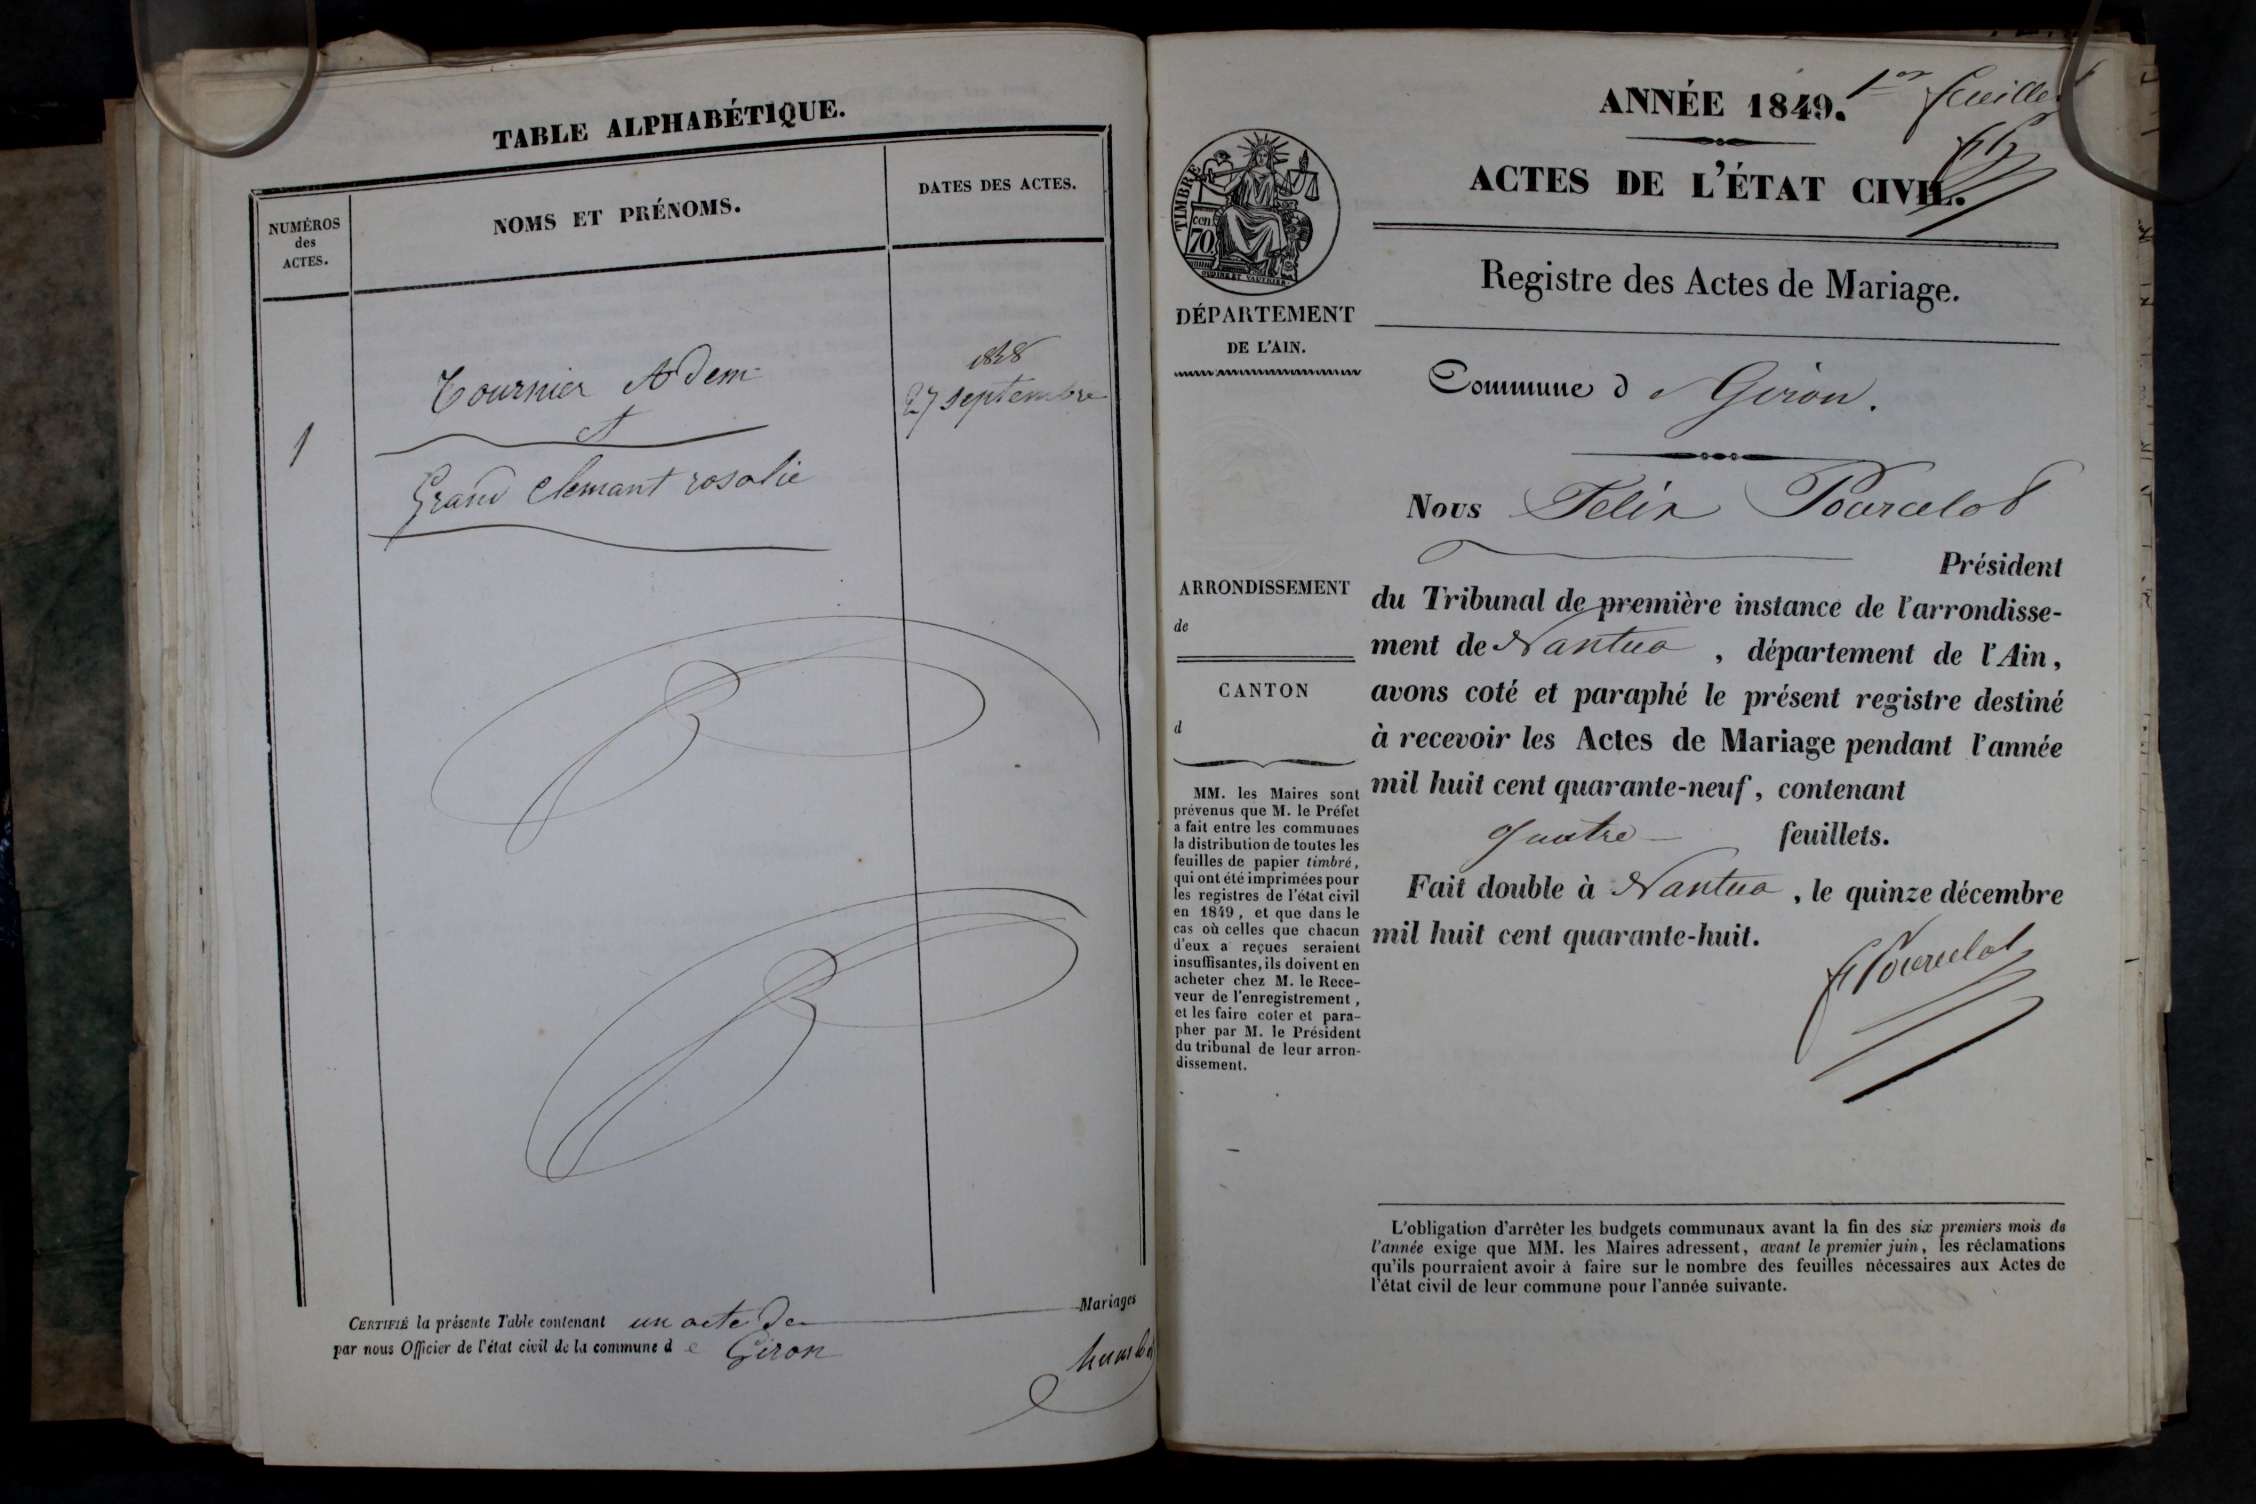 TABLE ALPHABÉTIQUE.
NUMÉROS
des
ACTES.
NOMS ET PRÉNOMS.
DATES DES ACTES.
1848
Tournier Adem
27 septembre
1
et
Grand Clemant rosalie
CERTIFIÉ la présente Table contenant un acte de Mariages
par nous Officier de l'état civil de la commune de Giron
ANNÉE 1849.
1er feuillet
ACTES DE L'ÉTAT CIVIL.
TIMBRE
70 cen
Registre des Actes de Mariage.
DÉPARTEMENT
DE L'AIN.
Commune de Giron.
Nous Félix Pourcelot
Président
du Tribunal de première instance de l'arrondisse-
ment de Nantua, département de l'Ain,
avons coté et paraphé le présent registre destiné
à recevoir les Actes de Mariage pendant l'année
mil huit cent quarante-neuf, contenant
quatre feuillets.
Fait double à Nantua, le quinze décembre
mil huit cent quarante-huit.
F Pourcelot
ARRONDISSEMENT
de
CANTON
d
MM. les Maires sont
prévenus que M. le Préfet
a fait entre les communes
la distribution de toutes les
feuilles de papier timbré,
qui ont été imprimées pour
les registres de l'état civil
en 1849, et que dans le
cas où celles que chacun
d'eux a reçues seraient
insuffisantes, ils doivent en
acheter chez M. le Rece-
veur de l'enregistrement,
et les faire coter et para-
pher par M. le Président
du tribunal de leur arron-
dissement.
L'obligation d'arrêter les budgets communaux avant la fin des six premiers mois de
l'année exige que MM. les Maires adressent, avant le premier juin, les réclamations
qu'ils pourraient avoir à faire sur le nombre des feuilles nécessaires aux Actes de
l'état civil de leur commune pour l'année suivante.